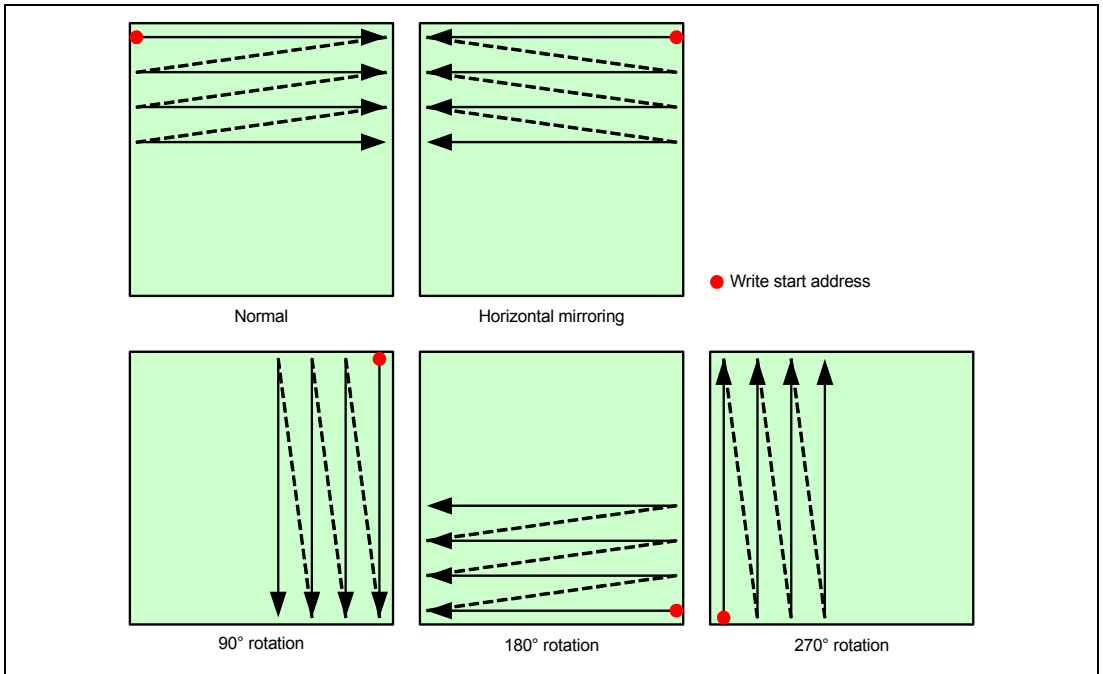 Write start address
Normal
Horizontal mirroring
90° rotation
180° rotation
270° rotation